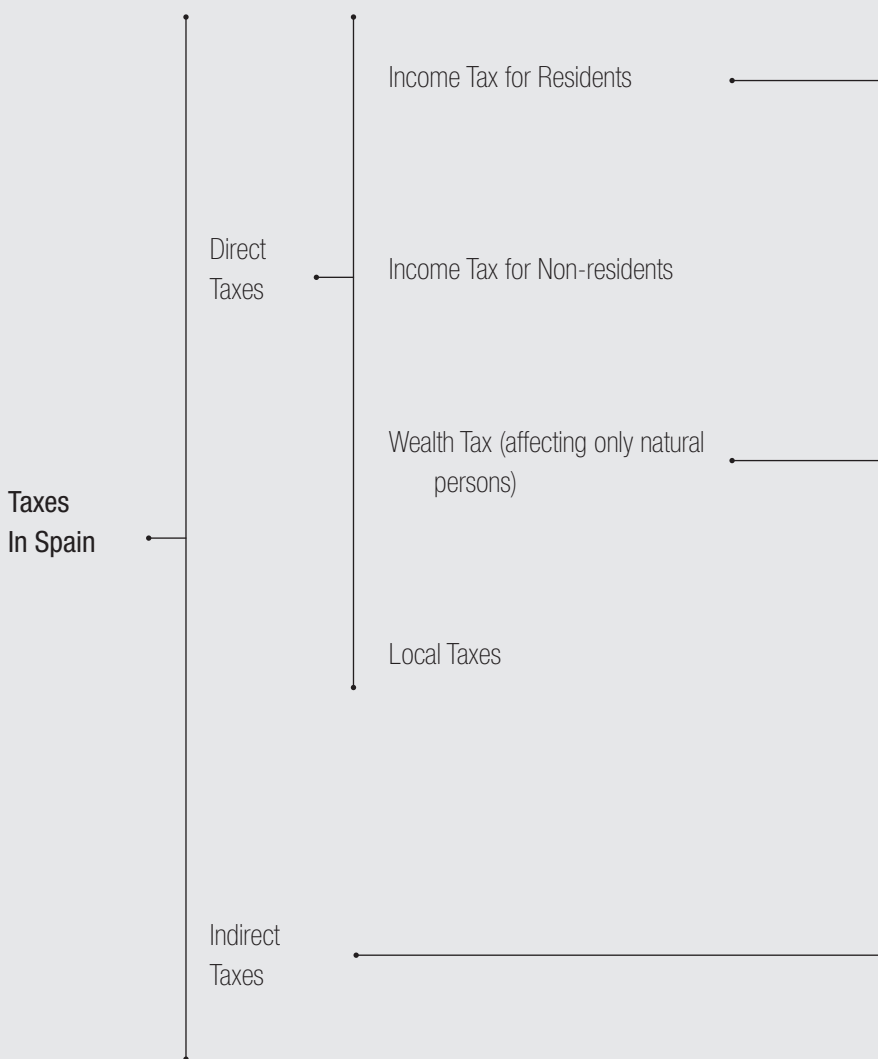 Taxes
In Spain
Direct
Taxes
Income Tax for Residents
Income Tax for Non-residents
Wealth Tax (affecting only natural
persons)
Local Taxes
Indirect
Taxes